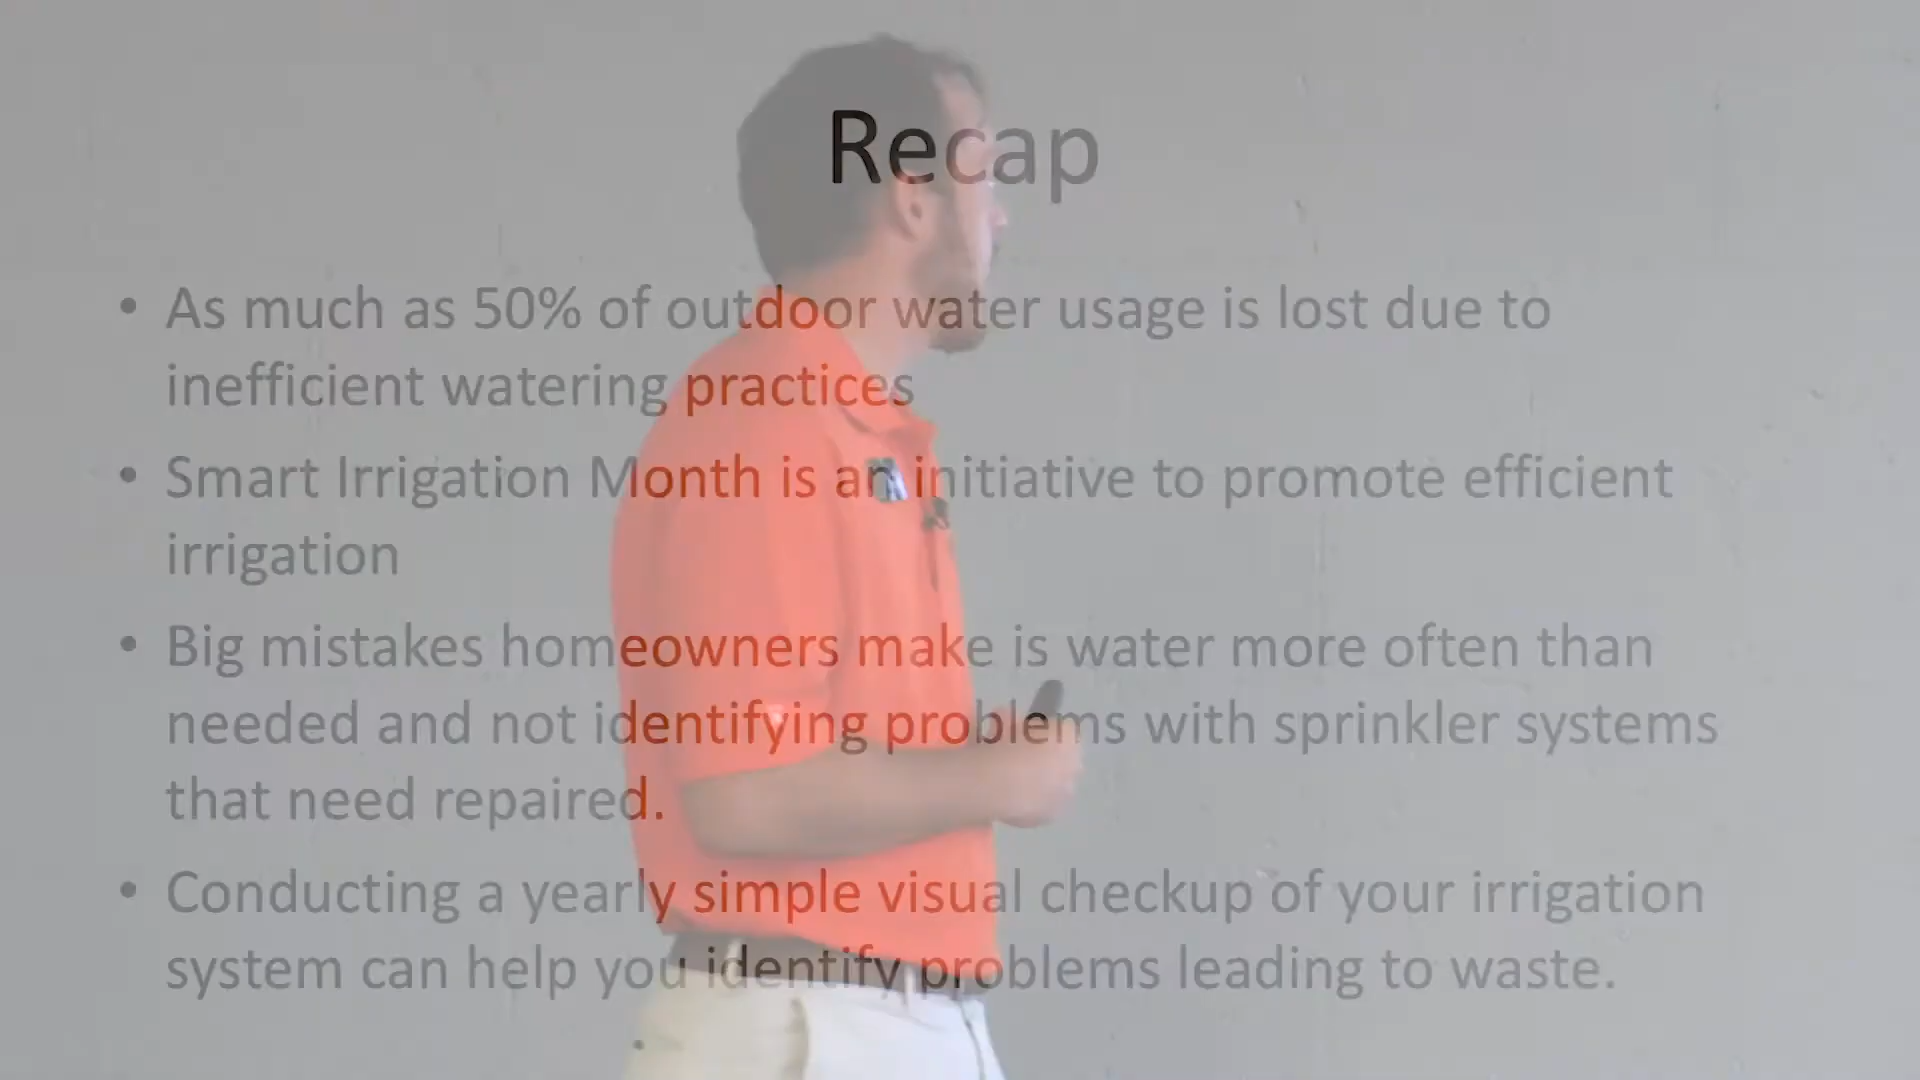 Recap
• As much as 50% of outdoor water usage is lost due to
inefficient watering practices
• Smart Irrigation Month is an initiative to promote efficient
irrigation
• Big mistakes homeowners make is water more often than
needed and not identifying problems with sprinkler systems
that need repaired.
• Conducting a yearly simple visual checkup of your irrigation
system can help you identify problems leading to waste.